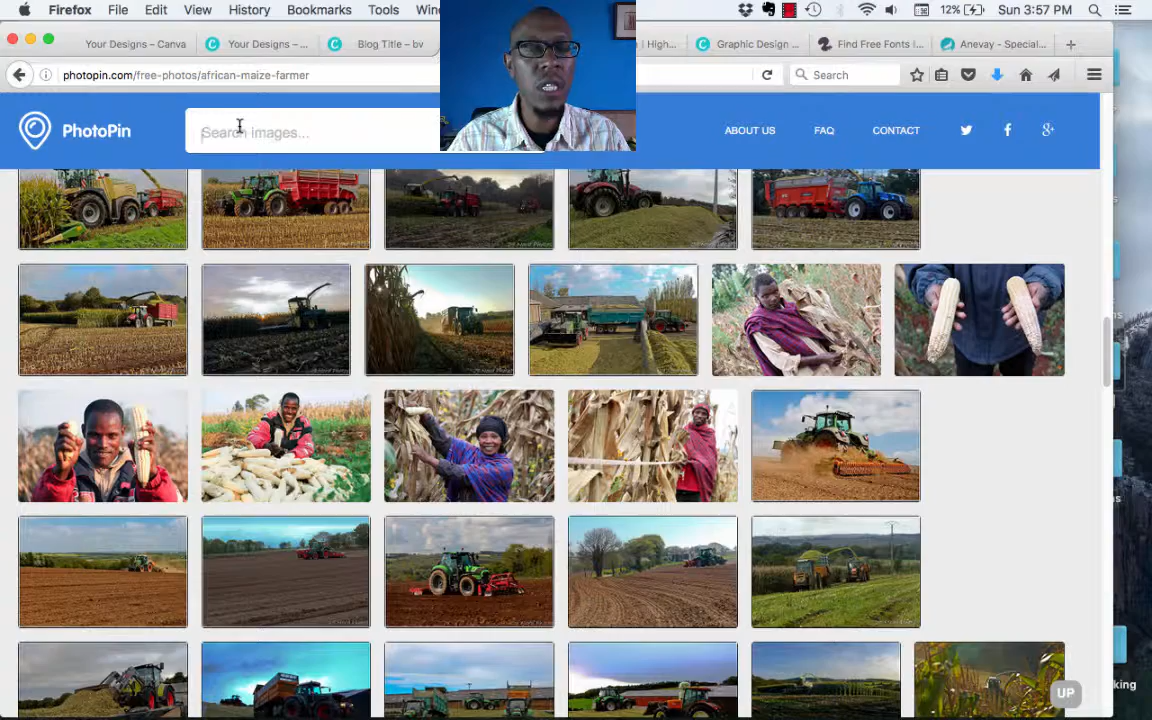 Firefox File Edit View History Bookmarks Tools Win 12% Sun 3:57 PM
Your Designs – Canva Your Designs – ... Blog Title – bv | High... Graphic Design ... Find Free Fonts |... Anevay - Special...
photopin.com/free-photos/african-maize-farmer Search
PhotoPin Search images... ABOUT US FAQ CONTACT
UP
king